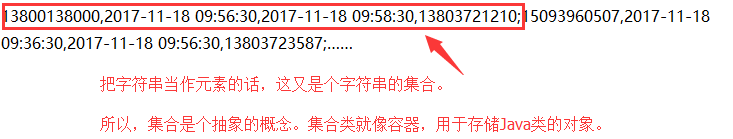 13800138000,2017-11-18 09:56:30,2017-11-18 09:58:30,13803721210;15093960507,2017-11-18
09:36:30,2017-11-18 09:56:30,13803723587;......
把字符串当作元素的话，这又是个字符串的集合。
所以，集合是个抽象的概念。集合类就像容器，用于存储Java类的对象。